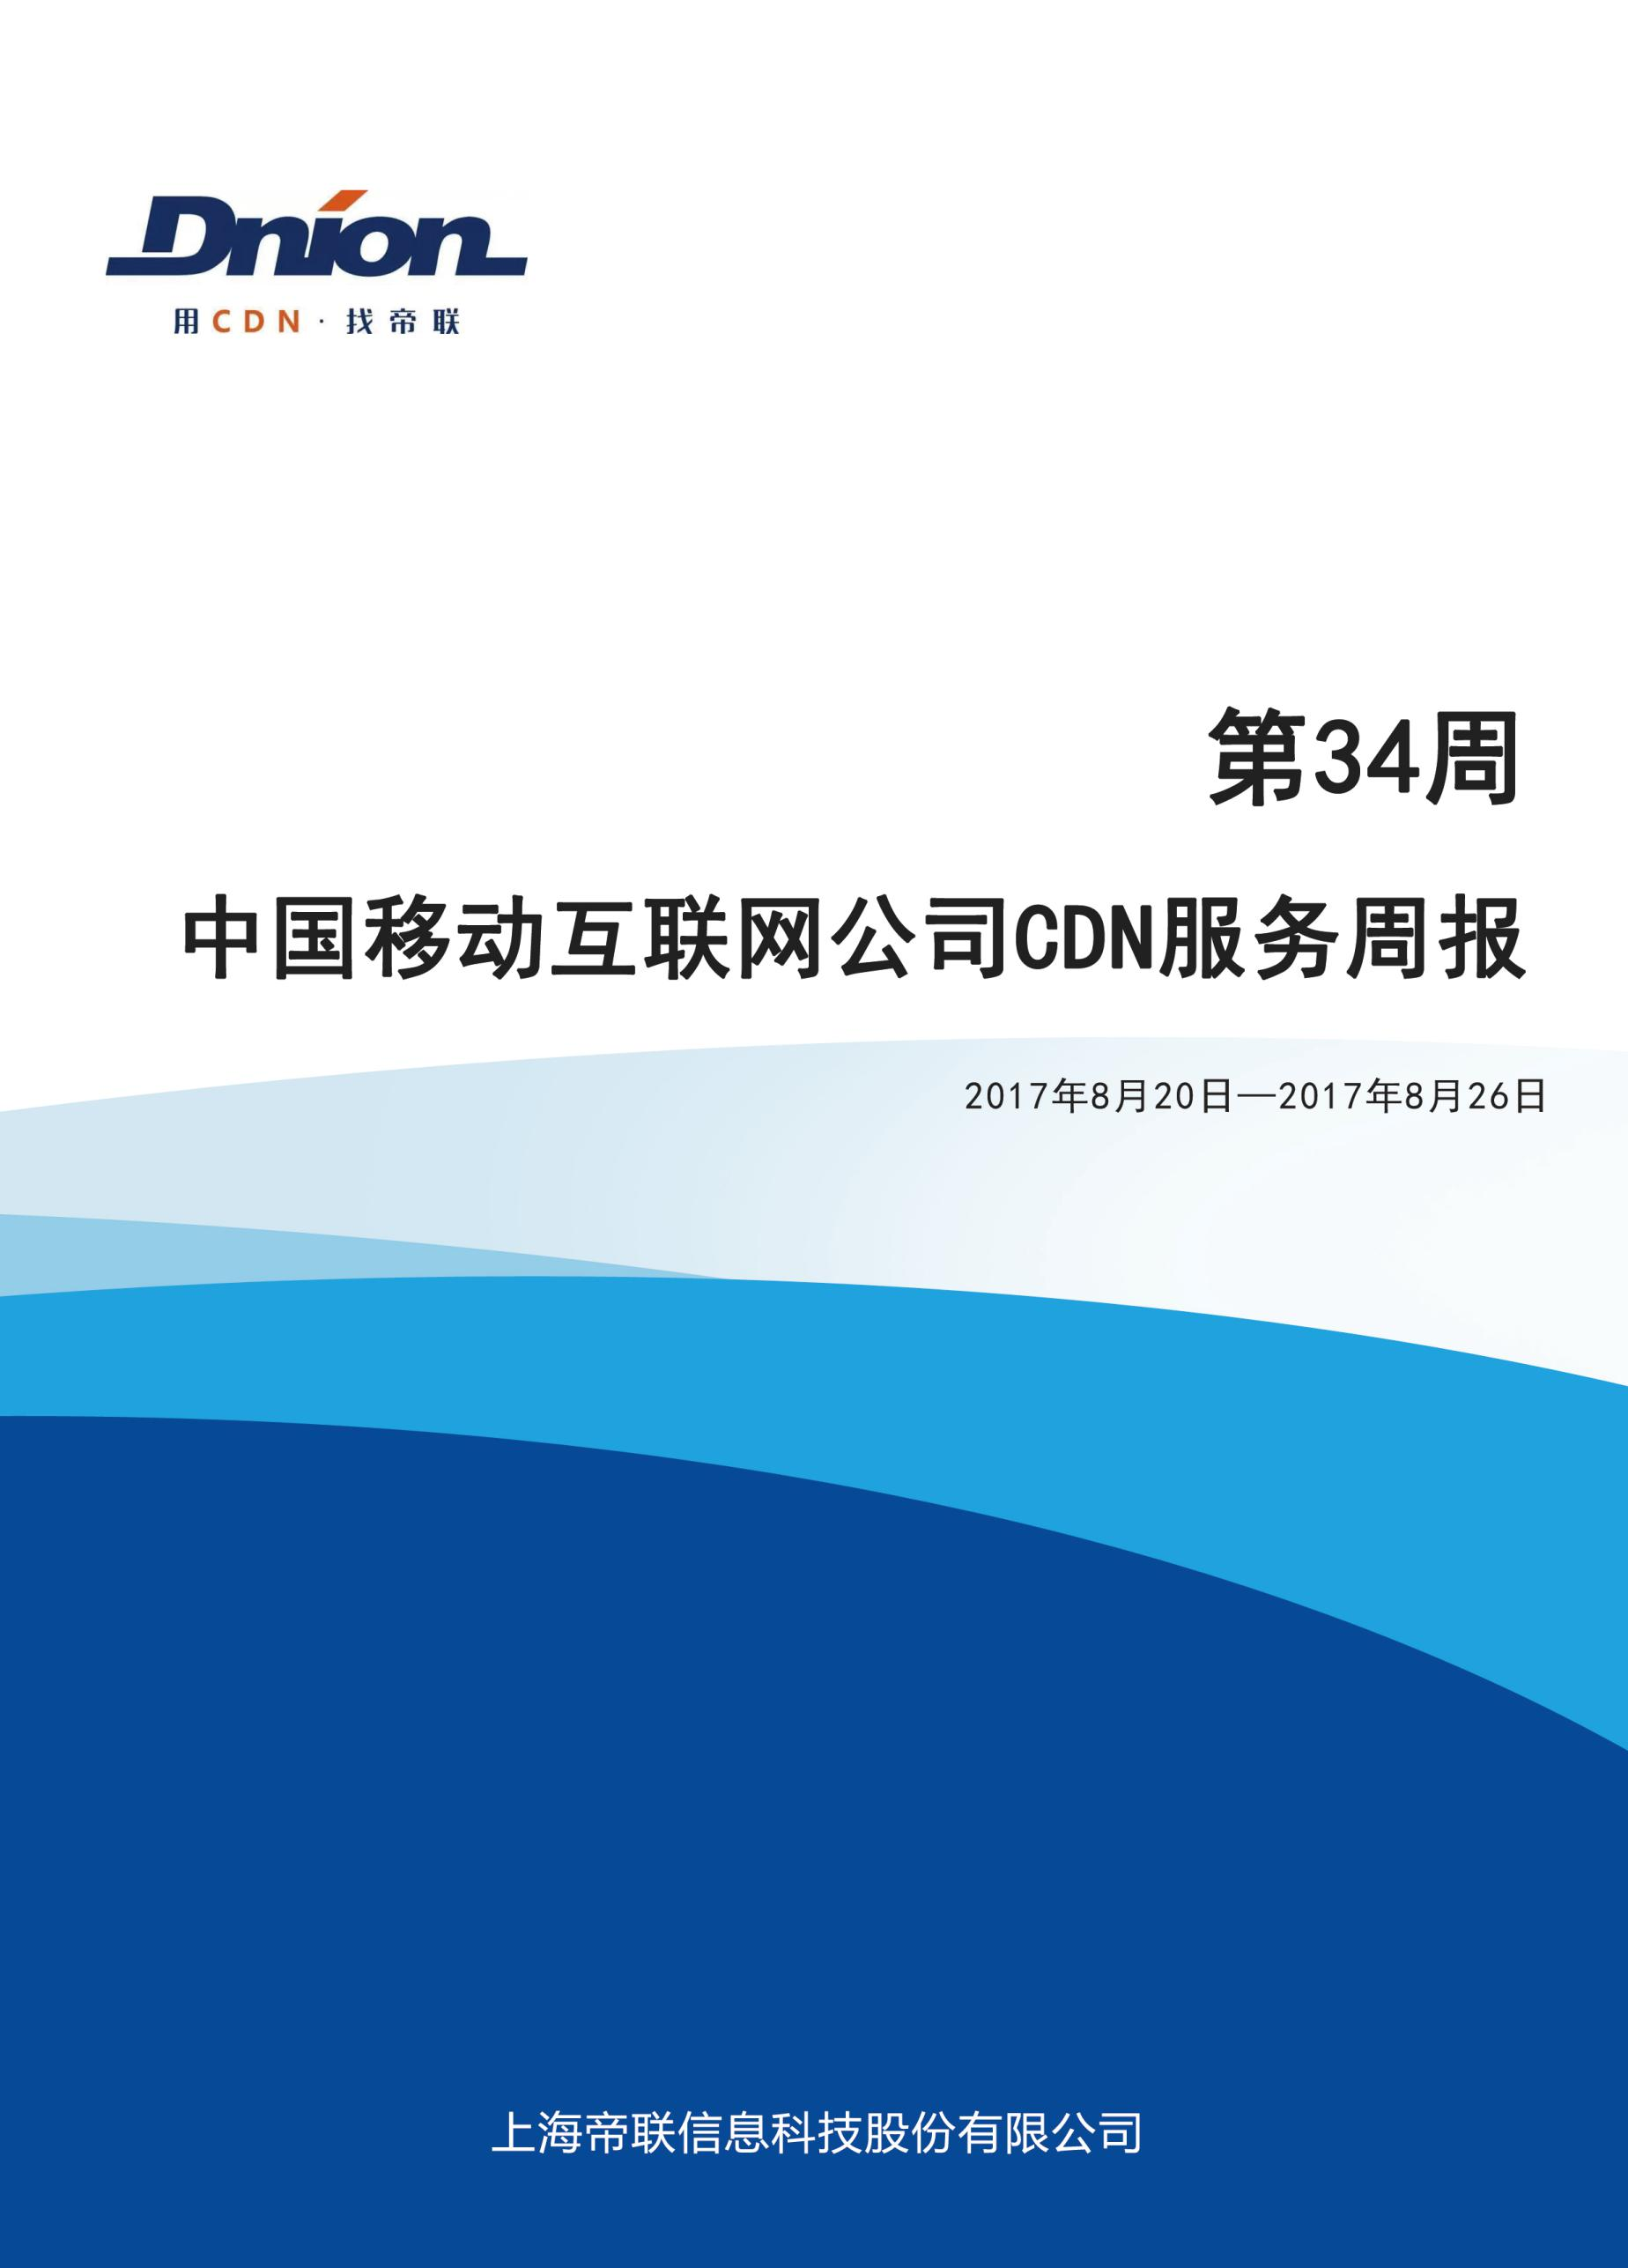 Dnion
用CDN·找帝联
第34周
中国移动互联网公司CDN服务周报
2017年8月20日—2017年8月26日
上海帝联信息科技股份有限公司